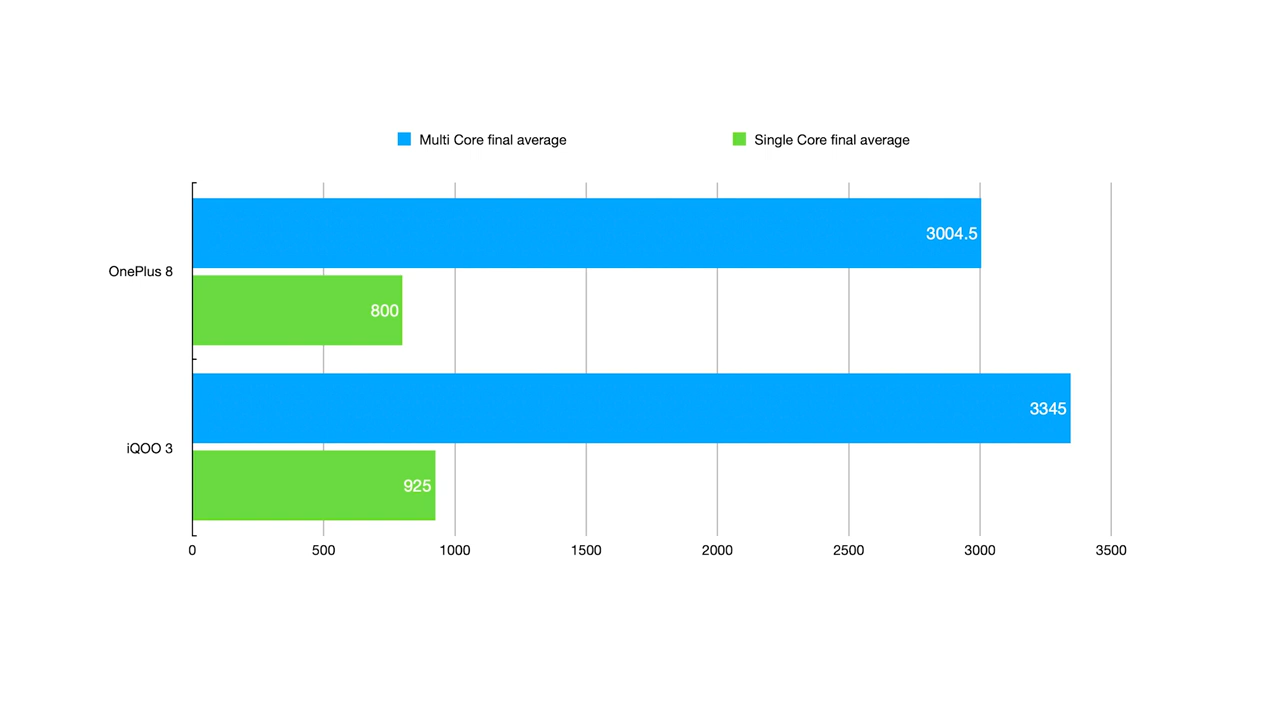 Multi Core final average
Single Core final average
OnePlus 8
3004.5
800
iQOO 3
3345
925
0 500 1000 1500 2000 2500 3000 3500